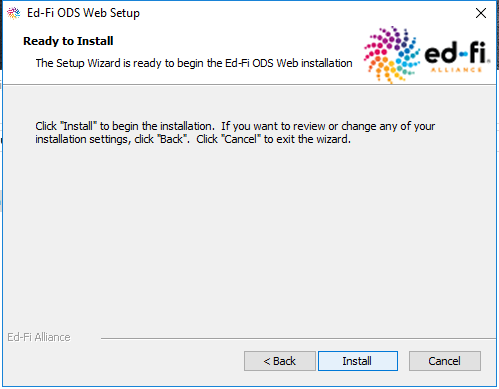 Ed-Fi ODS Web Setup
Ready to Install
The Setup Wizard is ready to begin the Ed-Fi ODS Web installation
ed-fi
ALLIANCE
Click "Install" to begin the installation.  If you want to review or change any of your
installation settings, click "Back".  Click "Cancel" to exit the wizard.
Ed-Fi Alliance
< Back Install Cancel